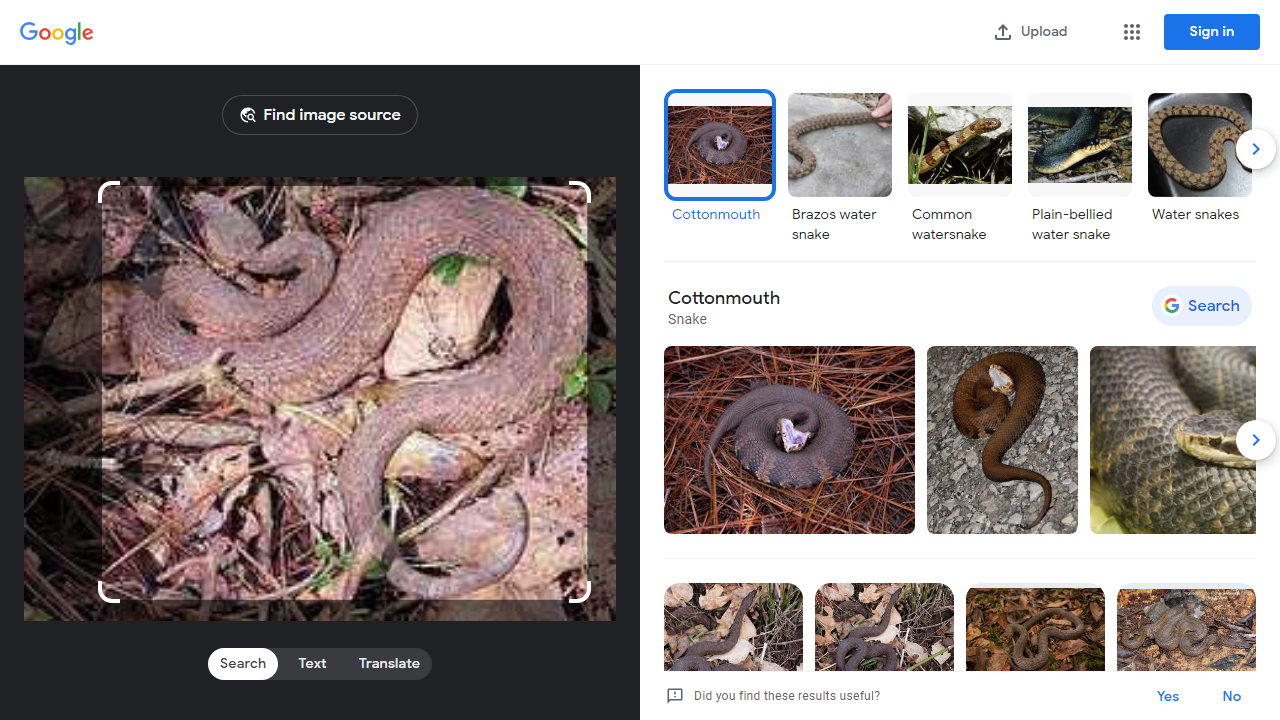 Google
Upload
Sign in
Find image source
Cottonmouth
Brazos water
snake
Common
watersnake
Plain-bellied
water snake
Water snakes
Cottonmouth
Snake
Search
Search
Text
Translate
Did you find these results useful?
Yes
No